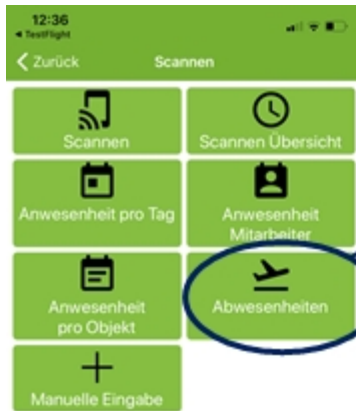 12:36
◀ TestFlight
Zurück
Scannen
Scannen
Scannen Übersicht
Anwesenheit pro Tag
Anwesenheit
Mitarbeiter
Anwesenheit
pro Objekt
Abwesenheiten
Manuelle Eingabe